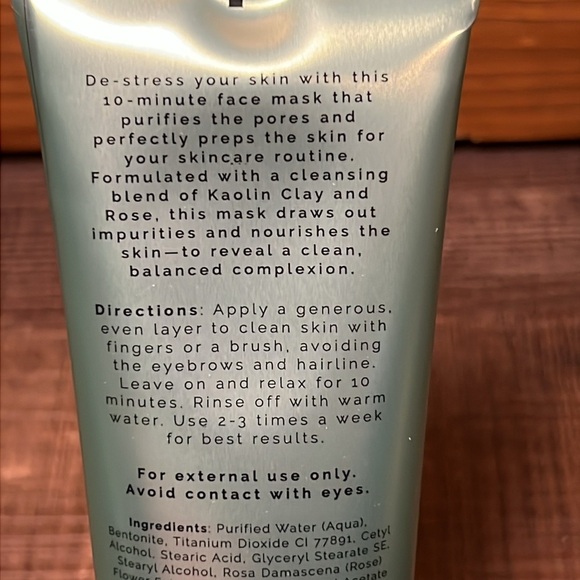 De-stress your skin with this
10-minute face mask that
purifies the pores and
perfectly preps the skin for
your skincare routine.
Formulated with a cleansing
blend of Kaolin Clay and
Rose, this mask draws out
impurities and nourishes the
skin—to reveal a clean,
balanced complexion.
Directions: Apply a generous,
even layer to clean skin with
fingers or a brush, avoiding
the eyebrows and hairline.
Leave on and relax for 10
minutes. Rinse off with warm
water. Use 2-3 times a week
for best results.
For external use only.
Avoid contact with eyes.
Ingredients: Purified Water (Aqua),
Bentonite, Titanium Dioxide CI 77891, Cetyl
Alcohol, Stearic Acid, Glyceryl Stearate SE,
Stearyl Alcohol, Rosa Damascena (Rose)
Flower